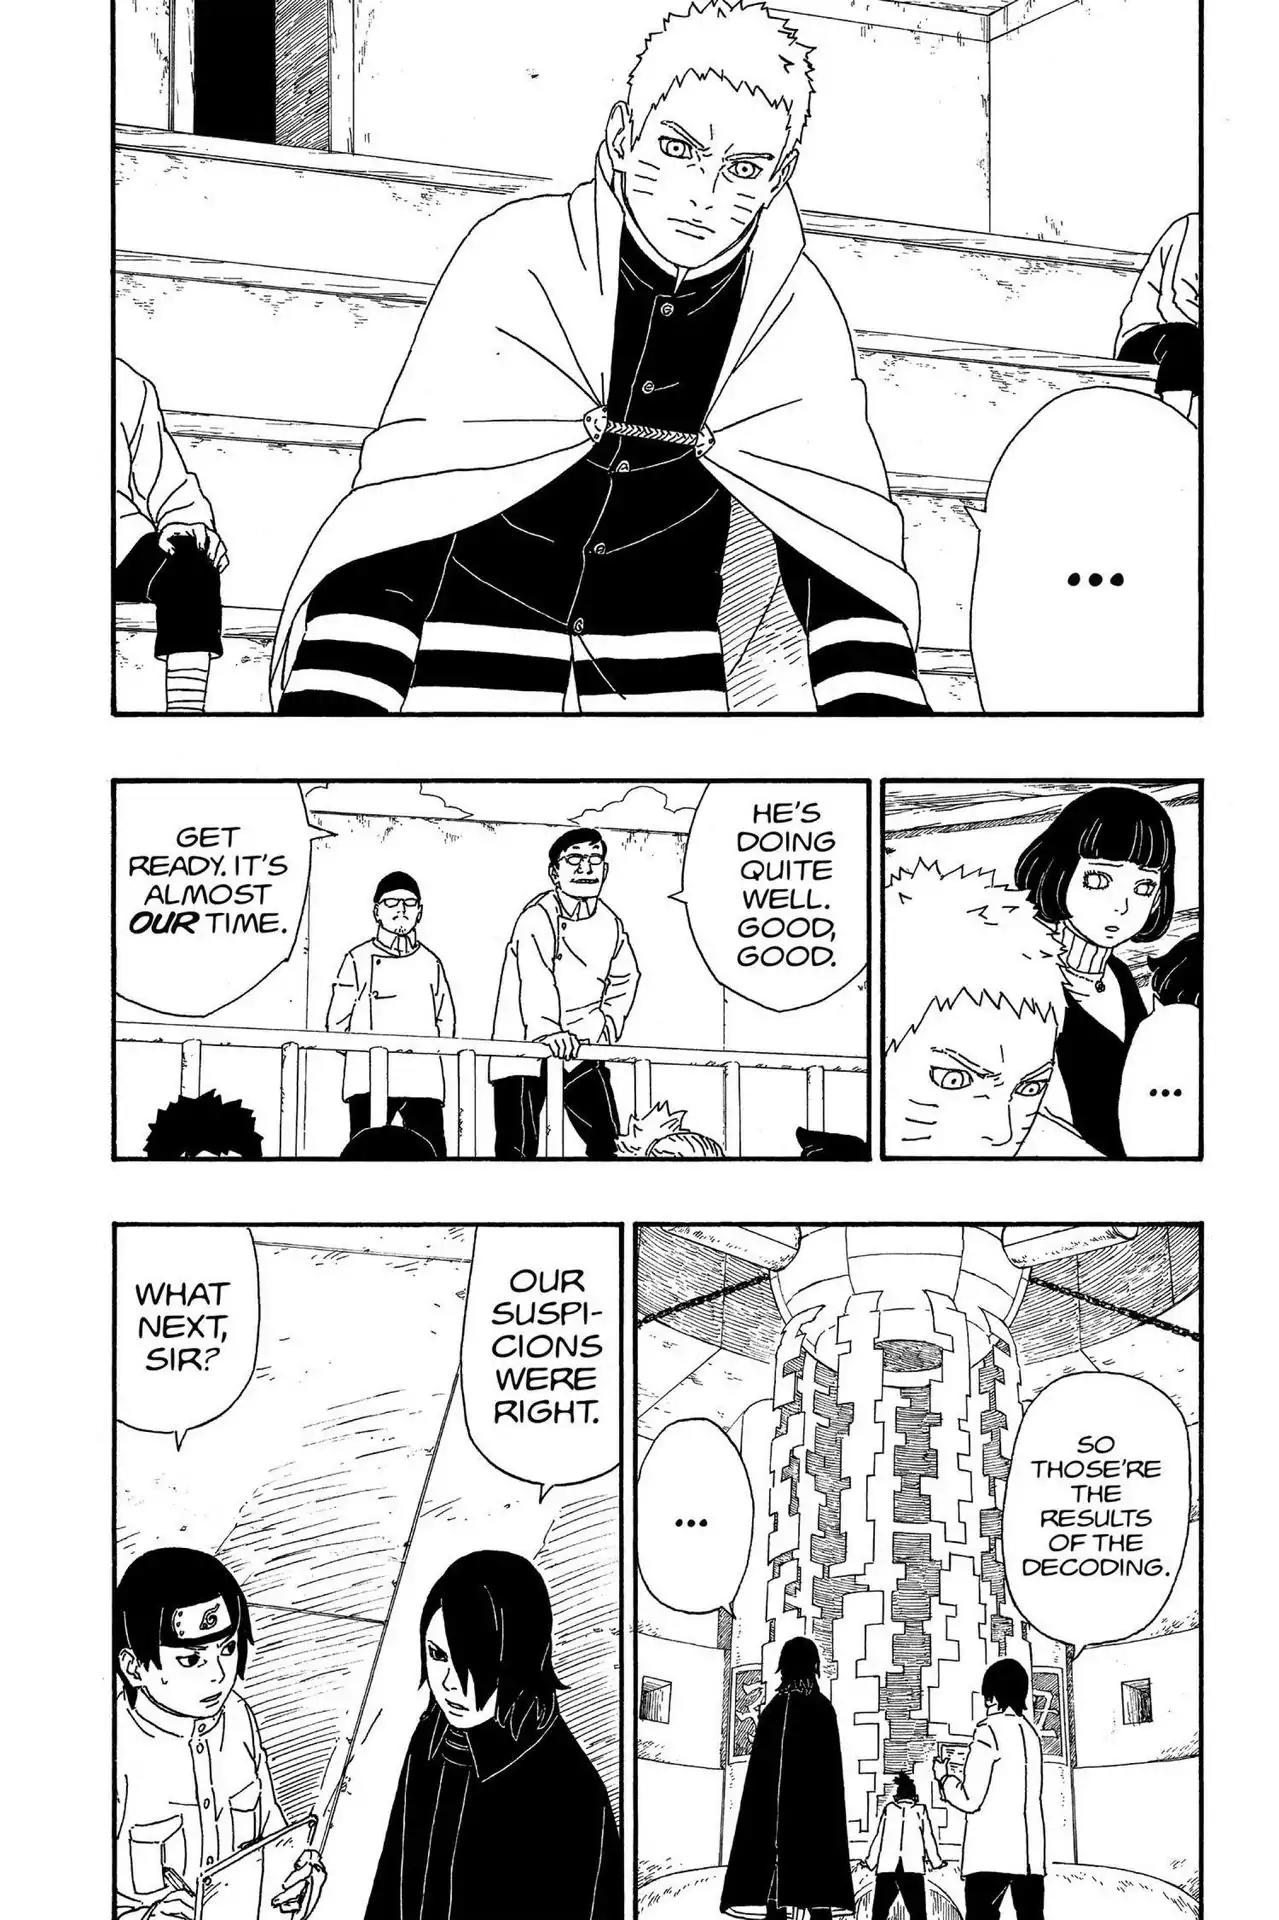 ...
...
HE'S
DOING
QUITE
WELL.
GOOD,
GOOD.
GET
READY. IT'S
ALMOST
OUR TIME.
SO
THOSE'RE
THE
RESULTS
OF THE
DECODING.
...
OUR
SUSPI-
CIONS
WERE
RIGHT.
WHAT
NEXT,
SIR?